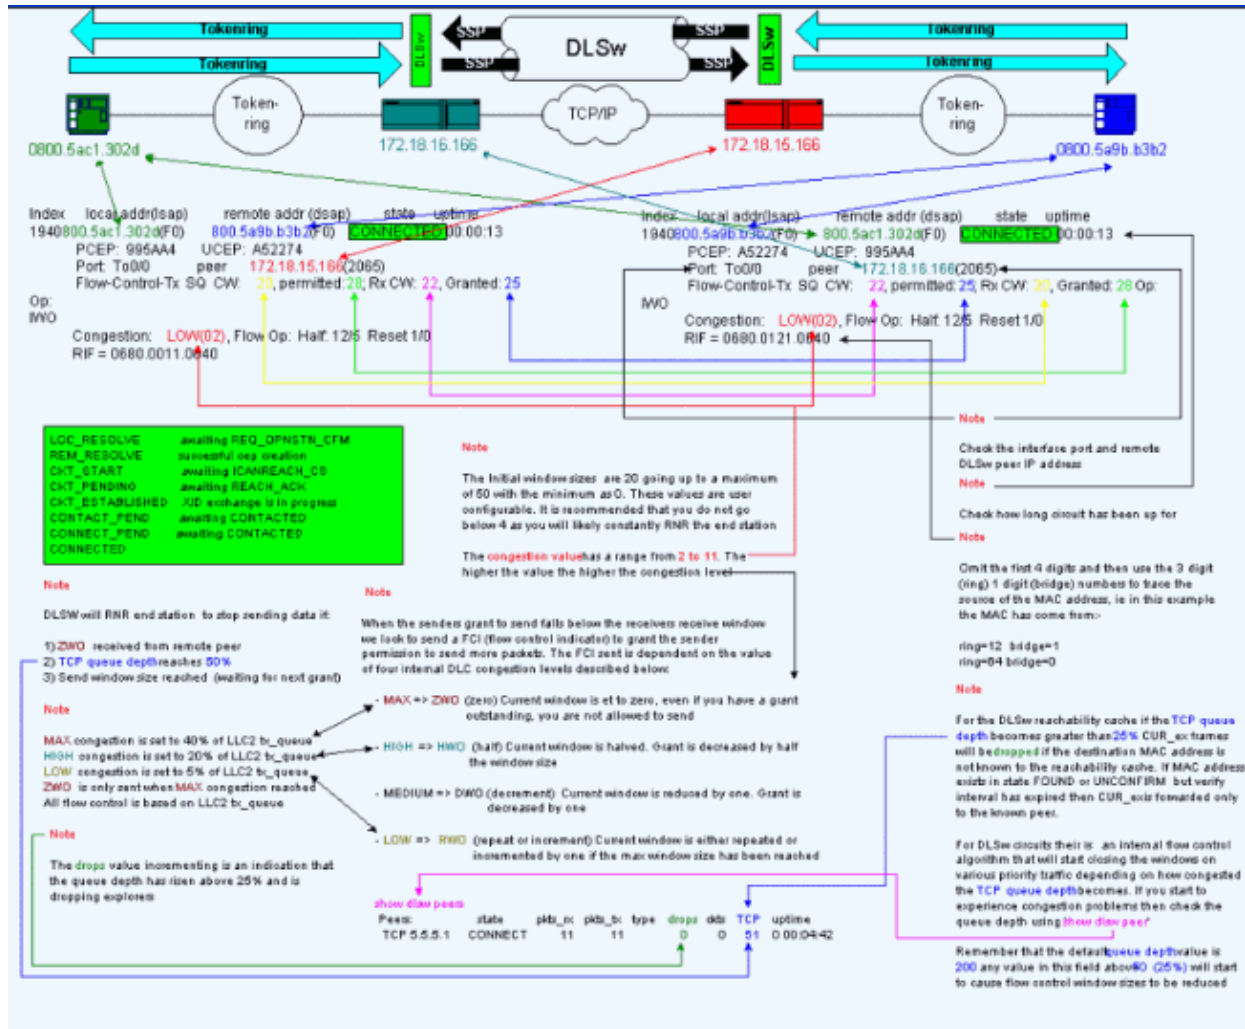 Tokenring
Tokenring
DLSw
SSP
SSP
DLSw
SSP
SSP
DLSw
Tokenring
Tokenring
Token-
ring
TCP/IP
Token-
ring
0800.5ac1.302d
172.18.16.166
172.18.15.166
0800.5a9b.b3b2
Index local addr(lsap) remote addr (dsap) state uptime
1940800.5ac1.302d(F0) 800.5a9b.b3b2(F0) CONNECTED 00:00:13
PCEP: 995AA4 UCEP: A52274
Port: To0/0 peer 172.18.15.166(2065)
Flow-Control-Tx SQ CW: 20, permitted:28; Rx CW: 22, Granted:25
Op:
IWO
Congestion: LOW(02), Flow Op: Half: 12/5 Reset 1/0
RIF = 0680.0011.0640
Index local addr(lsap) remote addr (dsap) state uptime
1940800.5a9b.b3b2(F0) 800.5ac1.302d(F0) CONNECTED 00:00:13
PCEP: A52274 UCEP: 995AA4
Port: To0/0 peer 172.18.16.166(2065)
Flow-Control-Tx SQ CW: 22, permitted:25; Rx CW: 20, Granted:28 Op:
IWO
Congestion: LOW(02), Flow Op: Half: 12/5 Reset 1/0
RIF = 0680.0121.0640
LOC_RESOLVE awaiting REQ_OPNSTN_CFM
REM_RESOLVE successful cep creation
CKT_START awaiting ICANREACH_CS
CKT_PENDING awaiting REACH_ACK
CKT_ESTABLISHED XID exchange is in progress
CONTACT_PEND awaiting CONTACTED
CONNECT_PEND awaiting CONTACTED
CONNECTED
Note
DLSW will RNR end station to stop sending data if:
1) ZWO received from remote peer
2) TCP queue depth reaches 50%
3) Send window size reached (waiting for next grant)
Note
MAX congestion is set to 40% of LLC2 tx_queue
HIGH congestion is set to 20% of LLC2 tx_queue
LOW congestion is set to 5% of LLC2 tx_queue
ZWO is only sent when MAX congestion reached
All flow control is based on LLC2 tx_queue
Note
The drops value incrementing is an indication that
the queue depth has risen above 25% and is
dropping explorers
Note
The Initial window sizes are 20 going up to a maximum
of 50 with the minimum as 0. These values are user
configurable. It is recommended that you do not go
below 4 as you will likely constantly RNR the end station
The congestion value has a range from 2 to 11. The
higher the value the higher the congestion level
Note
When the senders grant to send falls below the receivers receive window
we look to send a FCI (flow control indicator) to grant the sender
permission to send more packets. The FCI sent is dependent on the value
of four internal DLC congestion levels described below:
- MAX => ZWO (zero) Current window is et to zero, even if you have a grant
outstanding, you are not allowed to send
- HIGH => HWO (half) Current window is halved. Grant is decreased by half
the window size
- MEDIUM => DWO (decrement) Current window is reduced by one. Grant is
decreased by one
- LOW => RWO (repeat or increment) Current window is either repeated or
incremented by one if the max window size has been reached
show dlsw peers
Peers: state pkts_rx pkts_tx type drops ckts TCP uptime
TCP 5.5.5.1 CONNECT 11 11 0 0 51 0 00:04:42
Note
Check the interface port and remote
DLSw peer IP address
Note
Check how long circuit has been up for
Note
Omit the first 4 digits and then use the 3 digit
(ring) 1 digit (bridge) numbers to trace the
source of the MAC address, ie in this example
the MAC has come from:-
ring=12 bridge=1
ring=64 bridge=0
Note
For the DLSw reachability cache if the TCP queue
depth becomes greater than 25% CUR_ex frames
will be dropped if the destination MAC address is
not known to the reachability cache. If MAC address
exists in state FOUND or UNCONFIRM but verify
interval has expired then CUR_ex is forwarded only
to the known peer.
For DLSw circuits their is an internal flow control
algorithm that will start closing the windows on
various priority traffic depending on how congested
the TCP queue depth becomes. If you start to
experience congestion problems then check the
queue depth using 'show dlsw peer'
Remember that the default queue depth value is
200 any value in this field above 50 (25%) will start
to cause flow control window sizes to be reduced